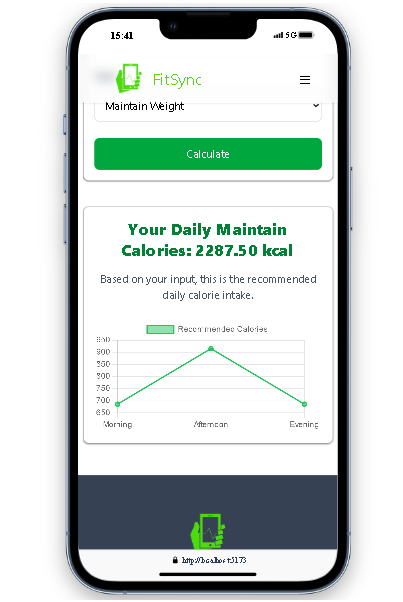 15:41
5G
FitSync
Maintain Weight
Calculate
Your Daily Maintain
Calories: 2287.50 kcal
Based on your input, this is the recommended
daily calorie intake.
Recommended Calories
950
900
850
800
750
700
650
Morning
Afternoon
Evening
http://localhost:5173